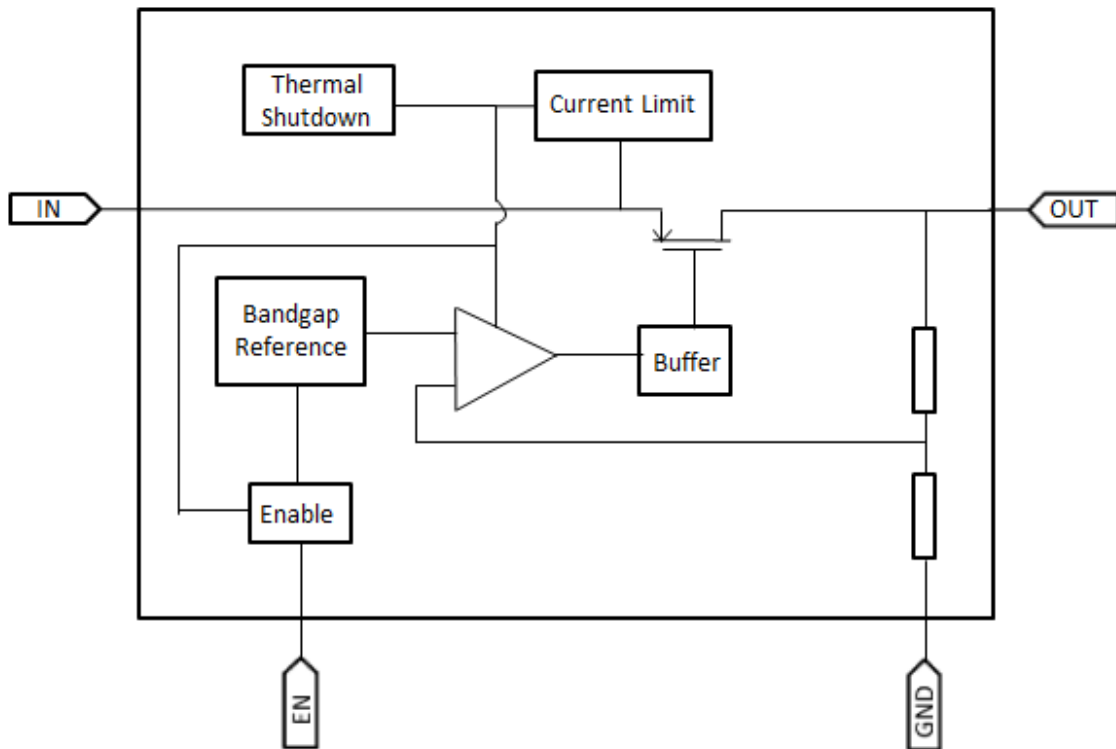 Thermal
Shutdown
Current Limit
IN
OUT
Bandgap
Reference
Buffer
Enable
EN
GND